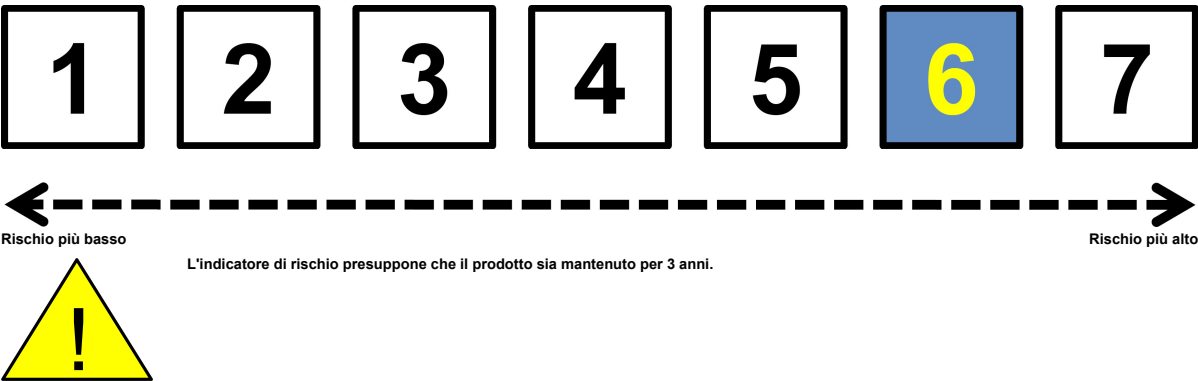 1 2 3 4 5 6 7
Rischio più basso Rischio più alto
L'indicatore di rischio presuppone che il prodotto sia mantenuto per 3 anni.
!